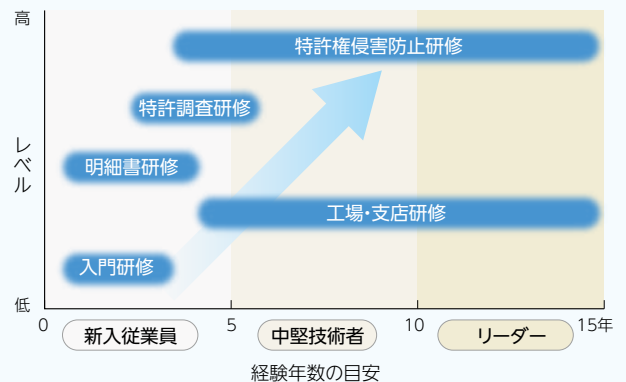 高
特許権侵害防止研修
特許調査研修
レベル
明細書研修
工場・支店研修
入門研修
低
0 5 10 15年
新入従業員 中堅技術者 リーダー
経験年数の目安